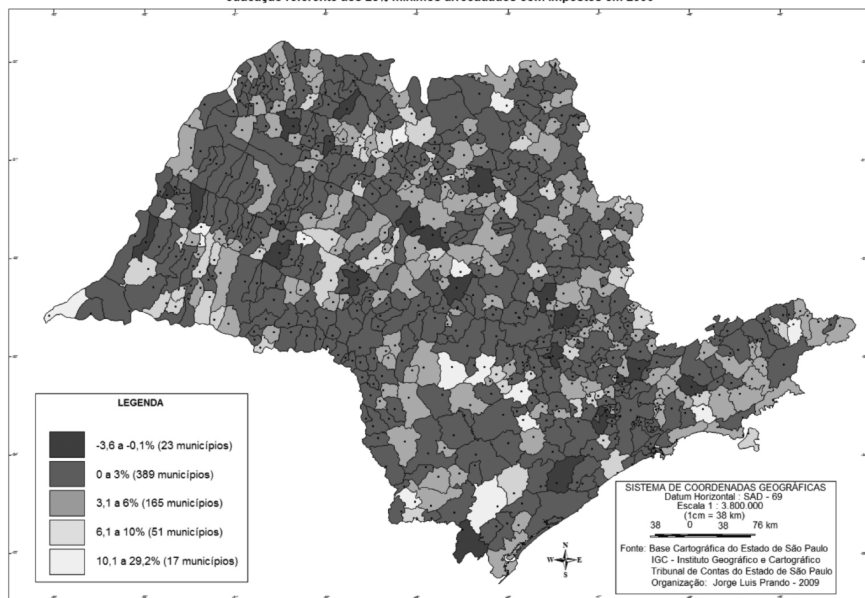 LEGENDA
-3,6 a -0,1% (23 municípios)
0 a 3% (389 municípios)
3,1 a 6% (165 municípios)
6,1 a 10% (51 municípios)
10,1 a 29,2% (17 municípios)
N
W E
S
SISTEMA DE COORDENADAS GEOGRÁFICAS
Datum Horizontal : SAD - 69
Escala 1 : 3.800.000
(1cm = 38 km)
38 0 38 76 km
Fonte: Base Cartográfica do Estado de São Paulo
IGC - Instituto Geográfico e Cartográfico
Tribunal de Contas do Estado de São Paulo
Organização: Jorge Luis Prando - 2009